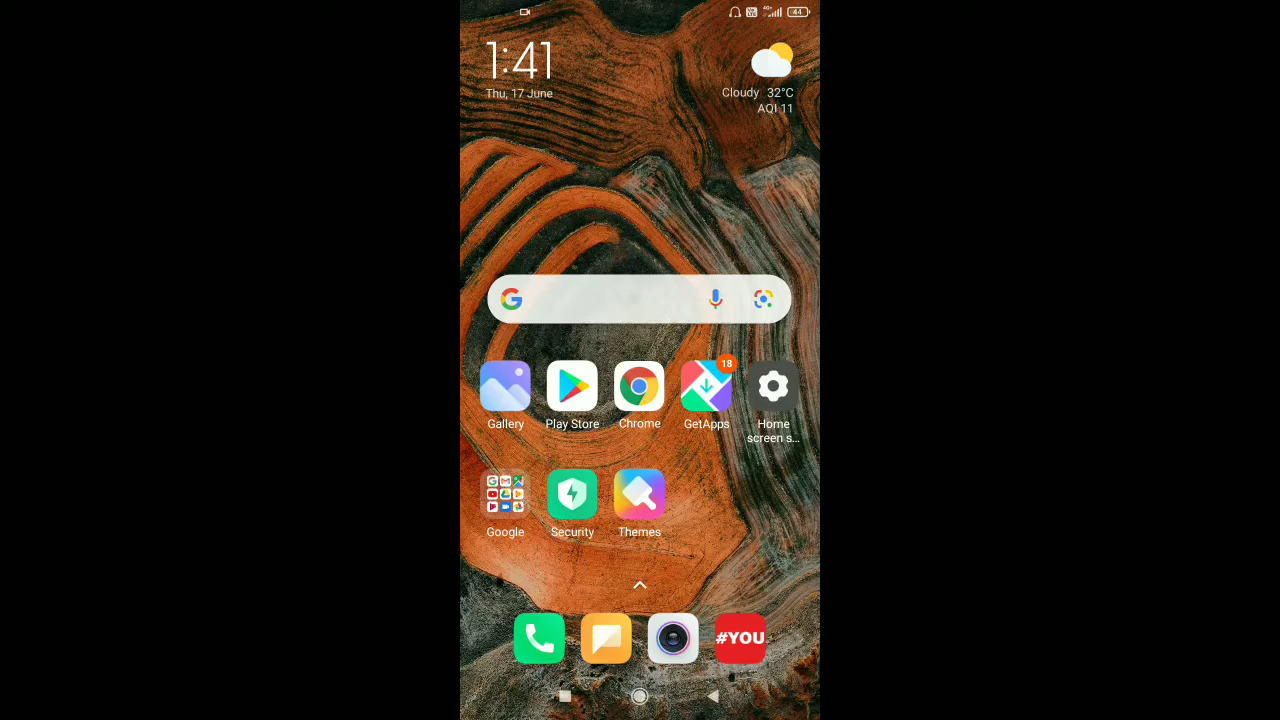 44
1:41
Thu, 17 June
Cloudy 32°C
AQI 11
18
Gallery
Play Store
Chrome
GetApps
Home
screen s...
Google
Security
Themes
#YOU